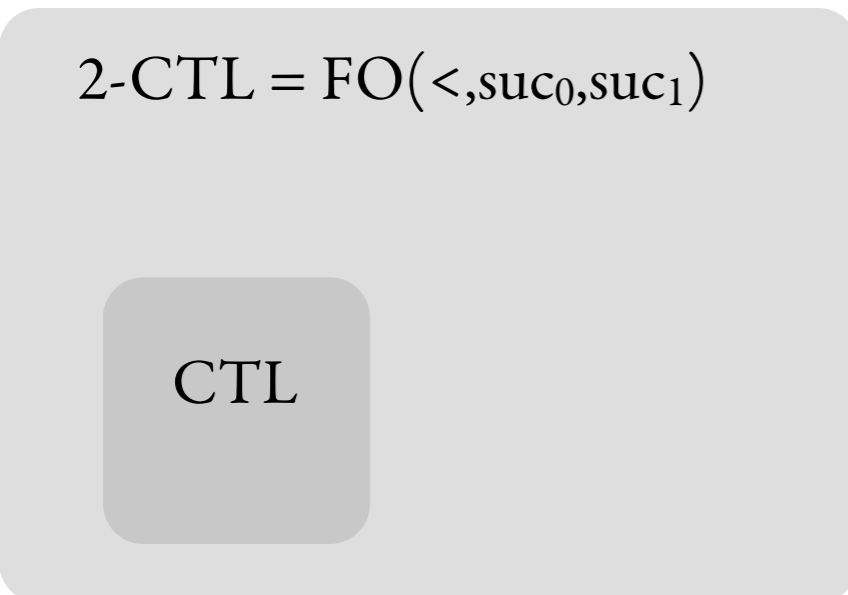 2-CTL = FO(<,suc₀,suc₁)
CTL